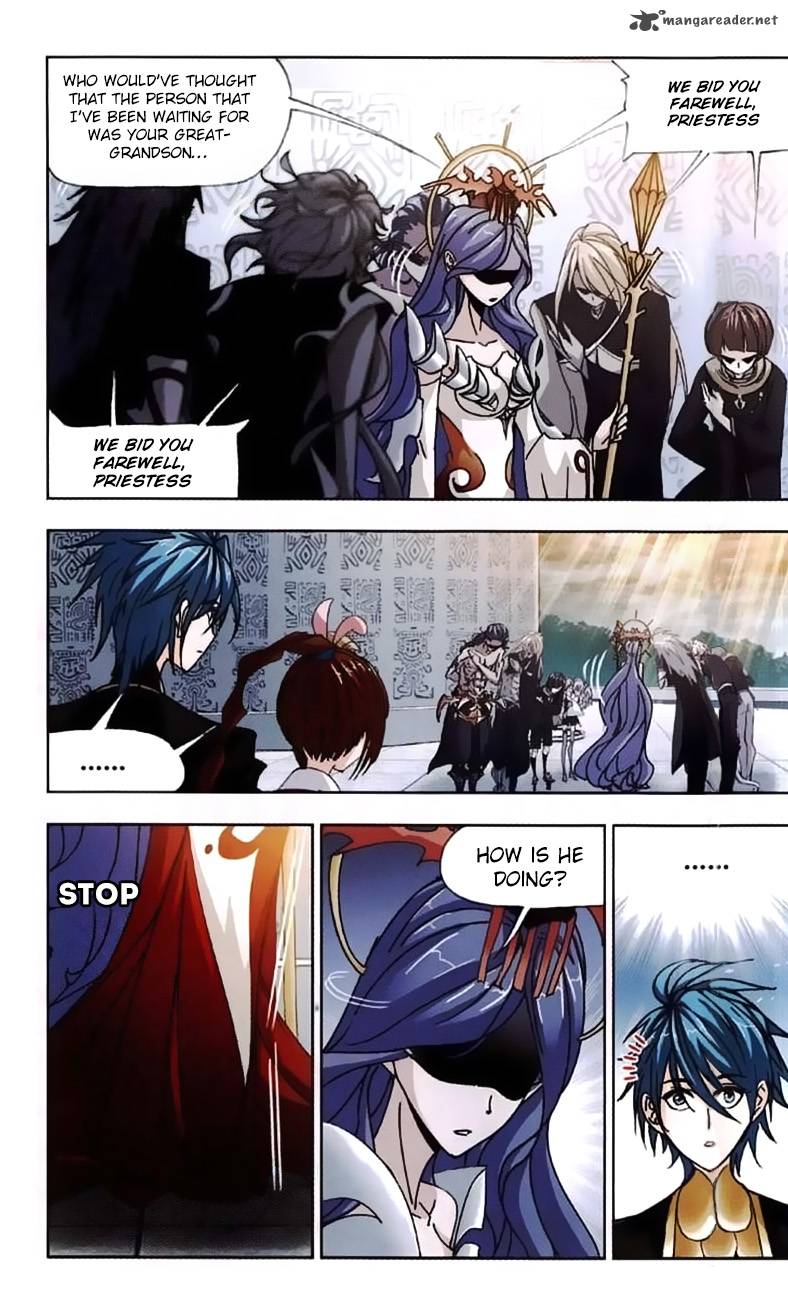 mangareader.net
WHO WOULD'VE THOUGHT
THAT THE PERSON THAT
I'VE BEEN WAITING FOR
WAS YOUR GREAT-
GRANDSON...
WE BID YOU
FAREWELL,
PRIESTESS
WE BID YOU
FAREWELL,
PRIESTESS
......
STOP
HOW IS HE
DOING?
......